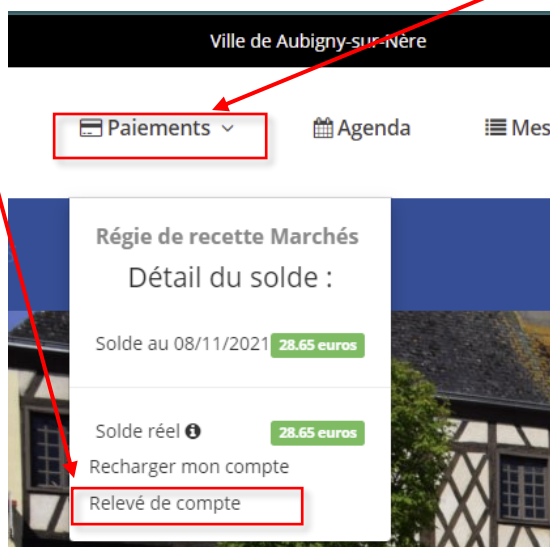 Ville de Aubigny-sur-Nère
Paiements Agenda Mes
Régie de recette Marchés
Détail du solde :
Solde au 08/11/2021 28.65 euros
Solde réel 28.65 euros
Recharger mon compte
Relevé de compte